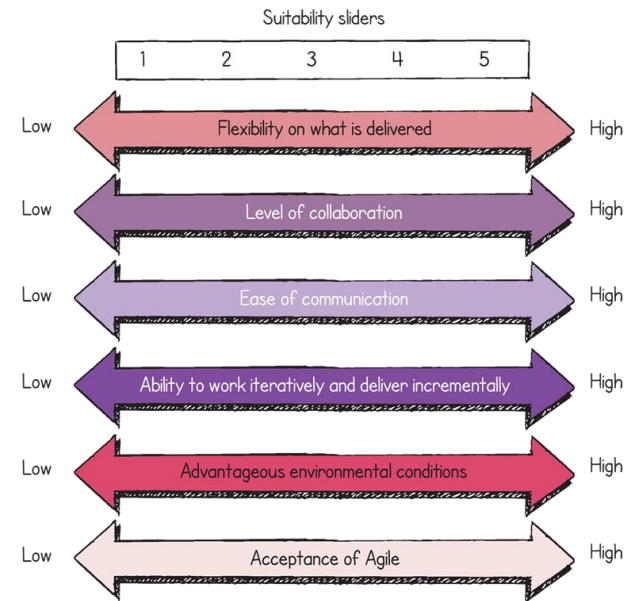 Suitability sliders
1 2 3 4 5
Low Flexibility on what is delivered High
Low Level of collaboration High
Low Ease of communication High
Low Ability to work iteratively and deliver incrementally High
Low Advantageous environmental conditions High
Low Acceptance of Agile High